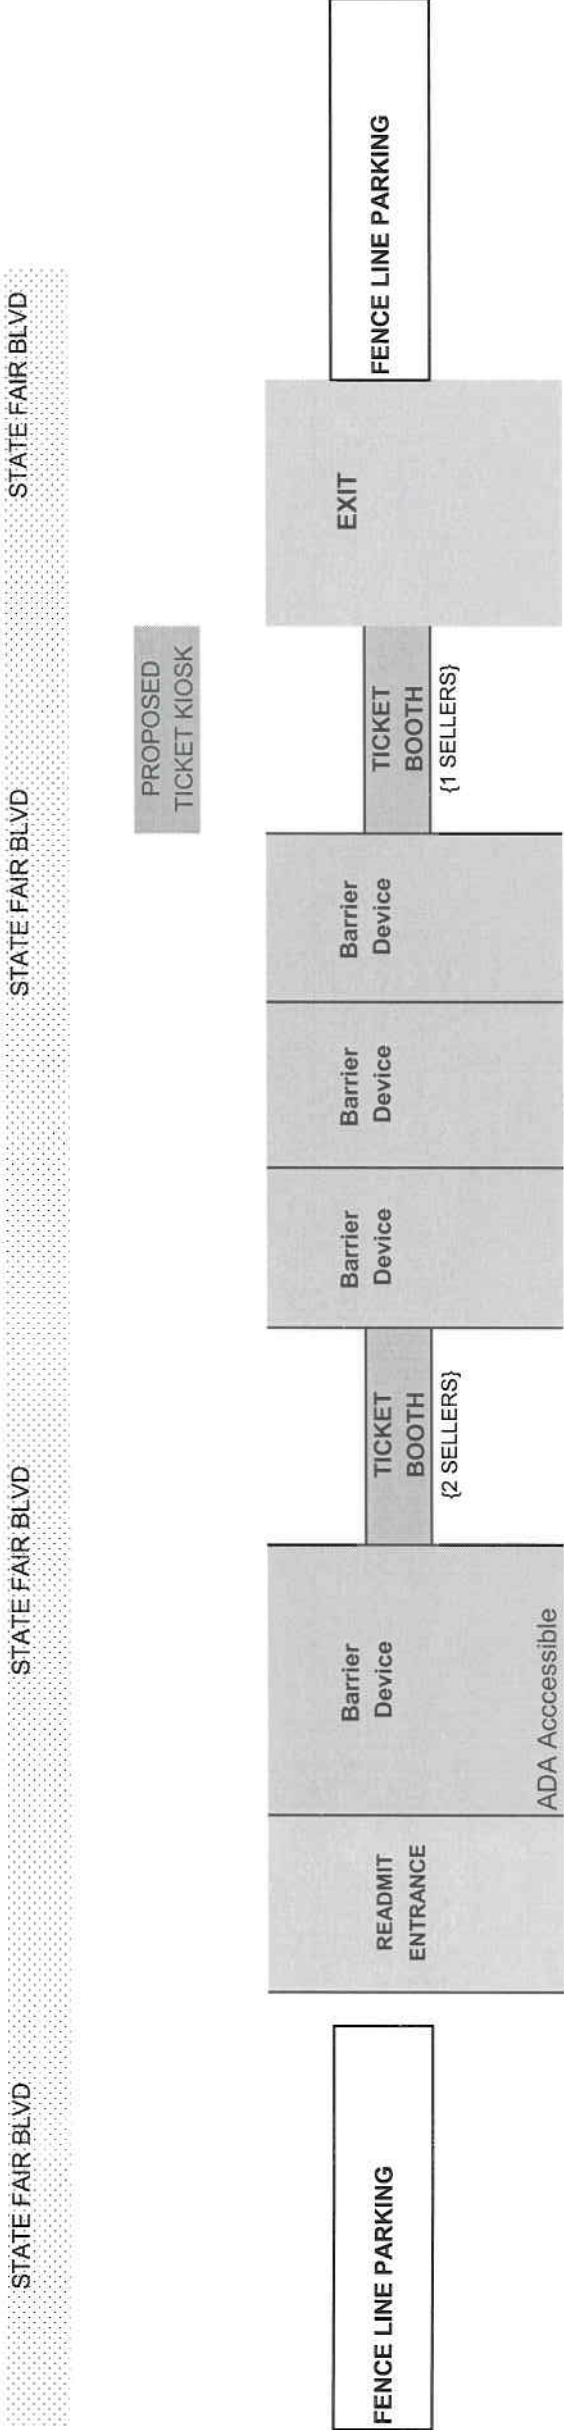 STATE FAIR BLVD
STATE FAIR BLVD
STATE FAIR BLVD
STATE FAIR BLVD
PROPOSED
TICKET KIOSK
FENCE LINE PARKING
READMIT
ENTRANCE
Barrier
Device
ADA Acccessible
TICKET
BOOTH
{2 SELLERS}
Barrier
Device
Barrier
Device
Barrier
Device
TICKET
BOOTH
{1 SELLERS}
EXIT
FENCE LINE PARKING